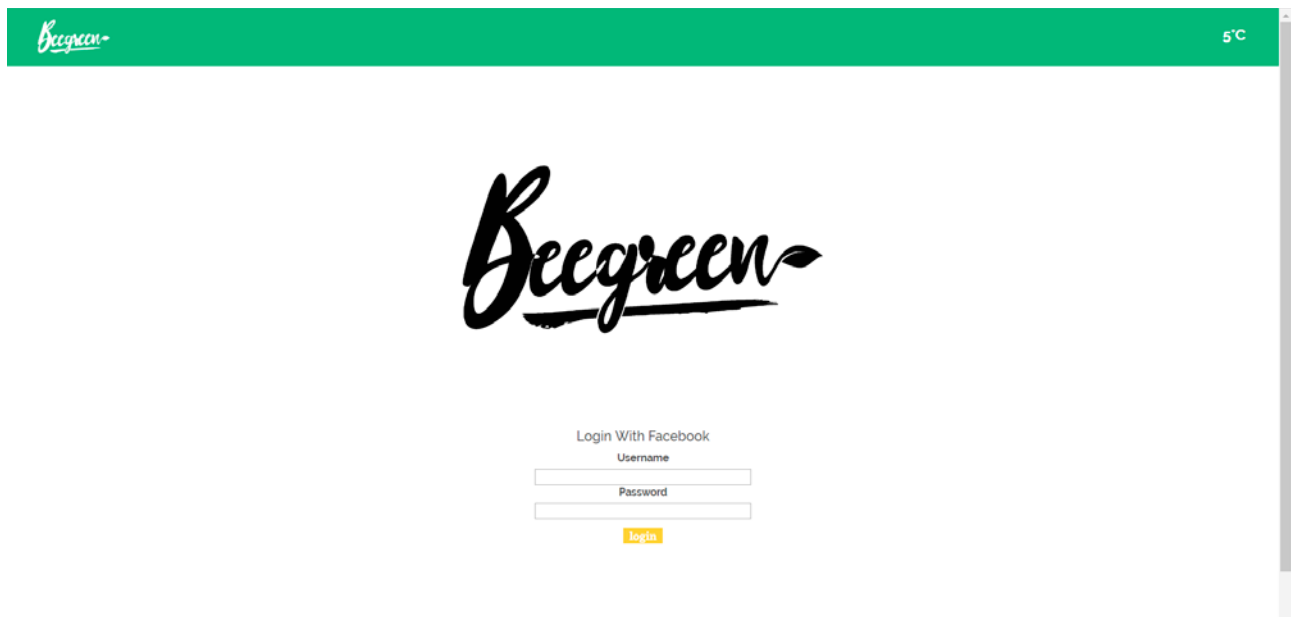 Beegreen
5°C
Beegreen
Login With Facebook
Username
Password
login